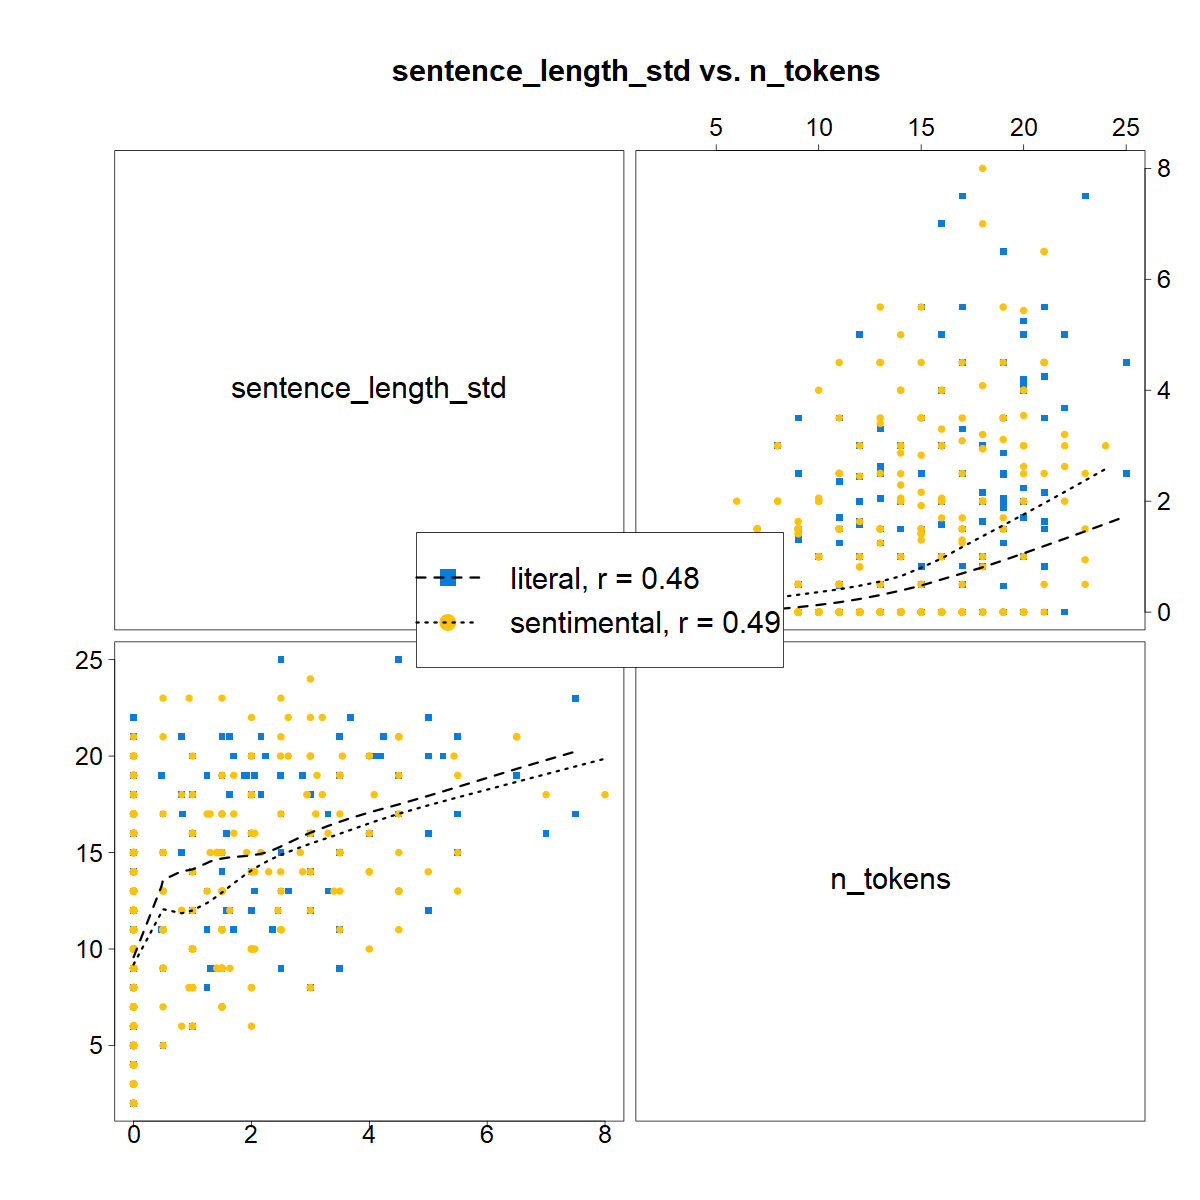 sentence_length_std vs. n_tokens
5 10 15 20 25
8
6
4
2
0
sentence_length_std
literal, r = 0.48
sentimental, r = 0.49
25
20
15
10
5
n_tokens
0 2 4 6 8